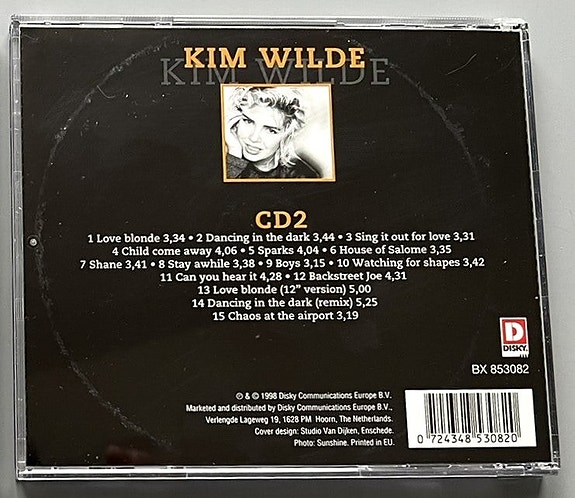 KIM WILDE
KIM WILDE
CD2
1 Love blonde 3,34 • 2 Dancing in the dark 3,44 • 3 Sing it out for love 3,31
4 Child come away 4,06 • 5 Sparks 4,04 • 6 House of Salome 3,35
7 Shane 3,41 • 8 Stay awhile 3,38 • 9 Boys 3,15 • 10 Watching for shapes 3,42
11 Can you hear it 4,28 • 12 Backstreet Joe 4,31
13 Love blonde (12" version) 5,00
14 Dancing in the dark (remix) 5,25
15 Chaos at the airport 3,19
D
DISKY
BX 853082
℗ & © 1998 Disky Communications Europe B.V.
Marketed and distributed by Disky Communications Europe B.V.,
Verlengde Lageweg 19, 1628 PM Hoorn, The Netherlands.
Cover design: Studio Van Dijken, Enschede.
Photo: Sunshine. Printed in EU.
0 724348 530820